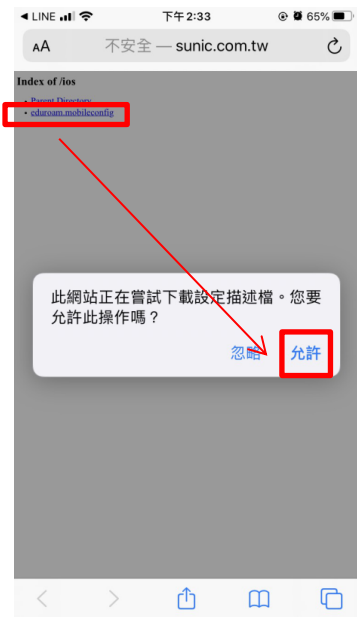 LINE 下午2:33 65%
AA 不安全 — sunic.com.tw
Index of /ios
Parent Directory
eduroam.mobileconfig
此網站正在嘗試下載設定描述檔。您要
允許此操作嗎？
忽略 允許